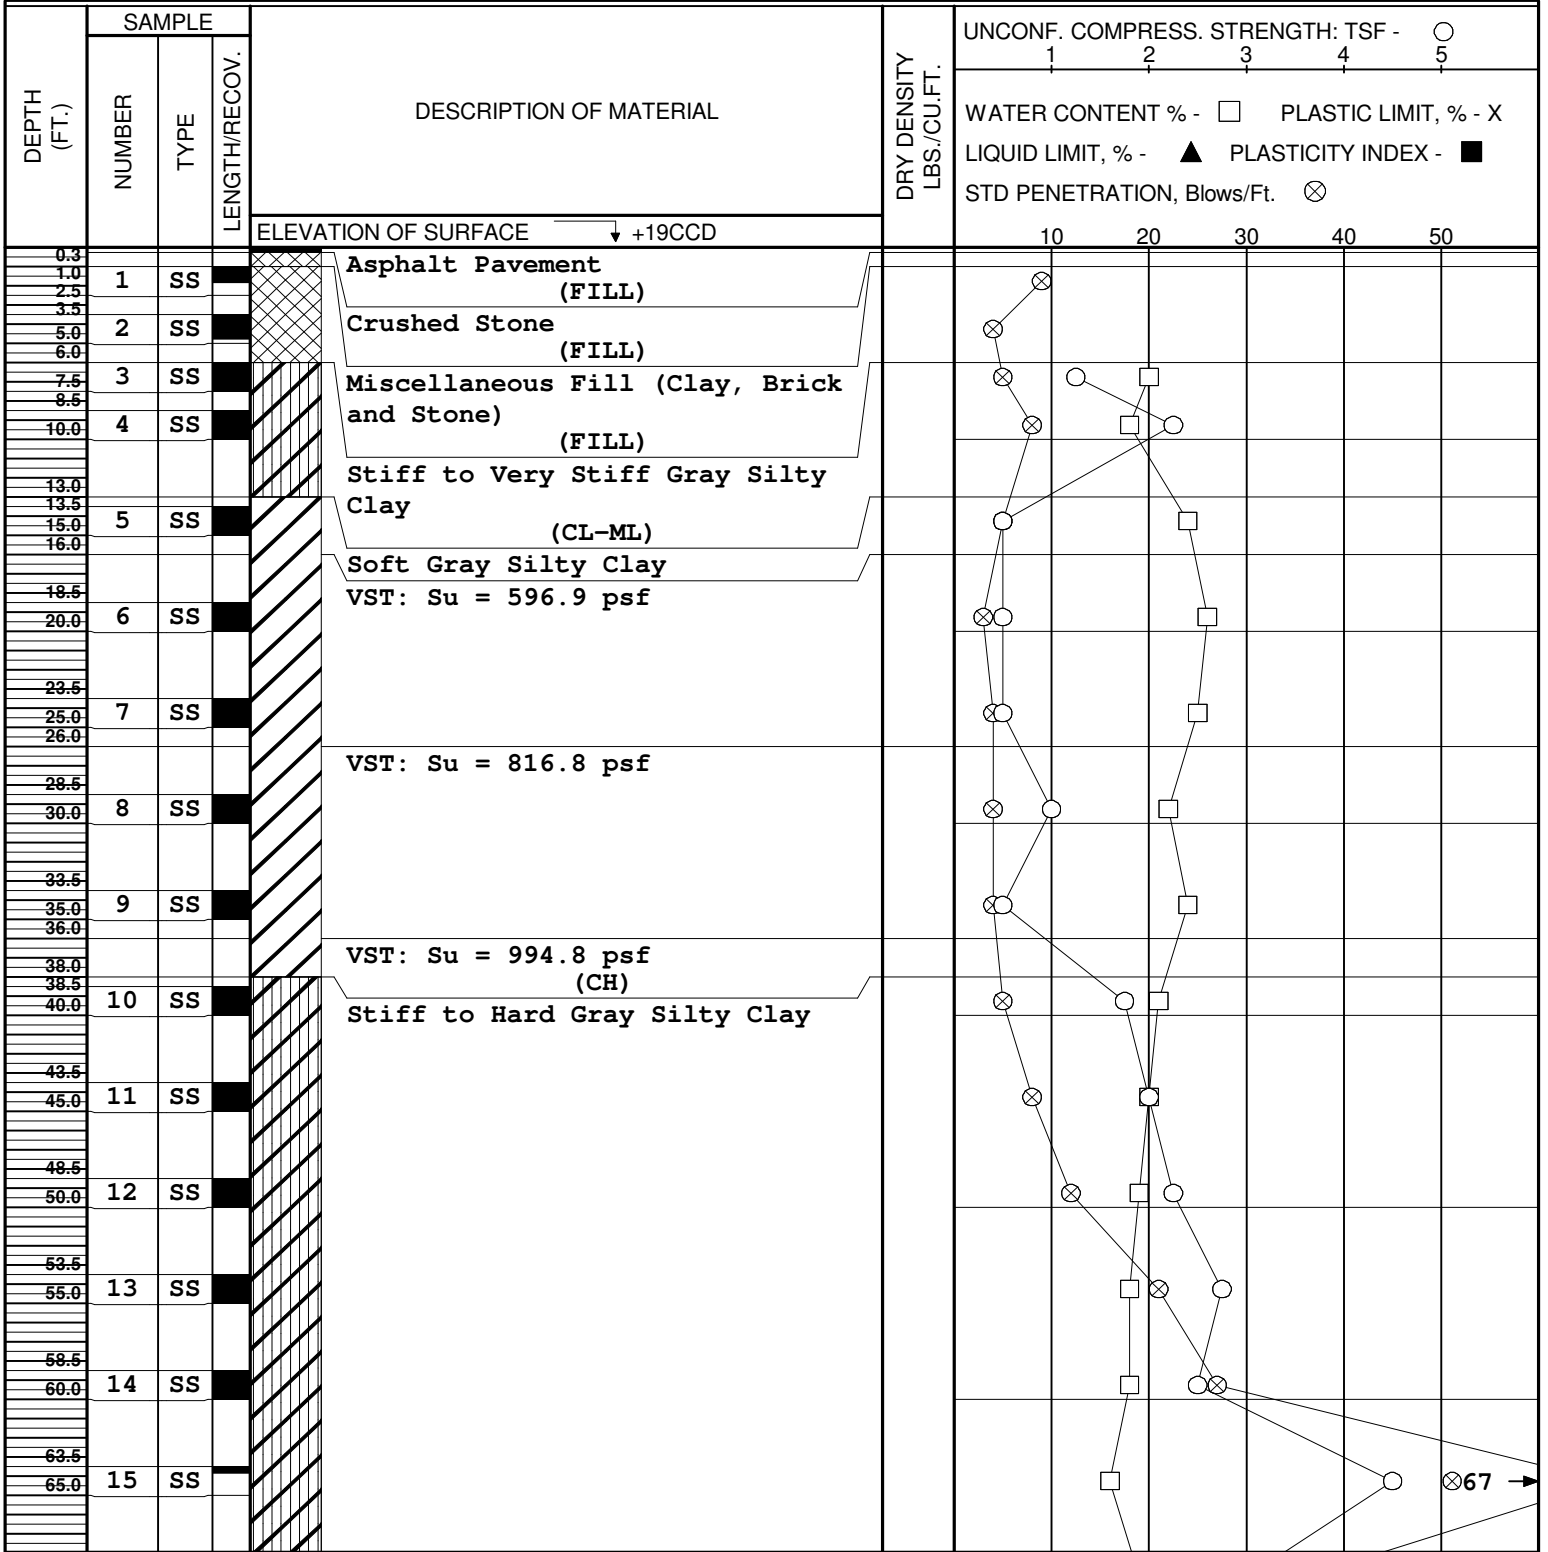 SAMPLE
DEPTH (FT.)
NUMBER
TYPE
LENGTH/RECOV.
DESCRIPTION OF MATERIAL
DRY DENSITY LBS./CU.FT.
UNCONF. COMPRESS. STRENGTH: TSF -
1 2 3 4 5
WATER CONTENT % - □ PLASTIC LIMIT, % - X
LIQUID LIMIT, % - ▲ PLASTICITY INDEX - ■
STD PENETRATION, Blows/Ft. ⊗
ELEVATION OF SURFACE +19CCD
10 20 30 40 50
0.3
1.0
1 SS
2.5
3.5
2 SS
5.0
6.0
3 SS
7.5
8.5
4 SS
10.0
13.0
13.5
5 SS
15.0
16.0
18.5
6 SS
20.0
23.5
7 SS
25.0
26.0
28.5
8 SS
30.0
33.5
9 SS
35.0
36.0
38.0
38.5
10 SS
40.0
43.5
11 SS
45.0
48.5
12 SS
50.0
53.5
13 SS
55.0
58.5
14 SS
60.0
63.5
15 SS
65.0
Asphalt Pavement
(FILL)
Crushed Stone
(FILL)
Miscellaneous Fill (Clay, Brick
and Stone)
(FILL)
Stiff to Very Stiff Gray Silty
Clay
(CL-ML)
Soft Gray Silty Clay
VST: Su = 596.9 psf
VST: Su = 816.8 psf
VST: Su = 994.8 psf
(CH)
Stiff to Hard Gray Silty Clay
67